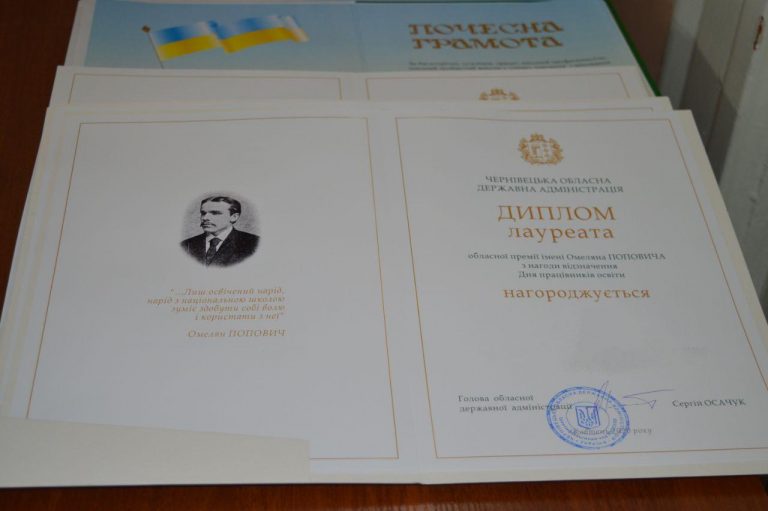 ПОЧЕСНА
ГРАМОТА
"...Лиш освічений нарід,
нарід з національною школою
зуміє здобути собі волю
і користати з неї"
Омелян ПОПОВИЧ
ЧЕРНІВЕЦЬКА ОБЛАСНА
ДЕРЖАВНА АДМІНІСТРАЦІЯ
ДИПЛОМ
лауреата
обласної премії імені Омеляна ПОПОВИЧА
з нагоди відзначення
Дня працівників освіти
нагороджується
Голова обласної
державної адміністрації
Сергій ОСАЧУК
2020 року